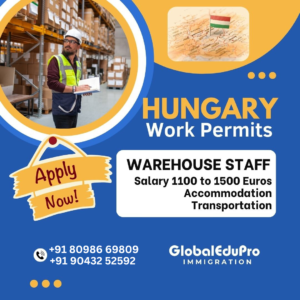 HUNGARY
Work Permits
Apply
Now!
WAREHOUSE STAFF
Salary 1100 to 1500 Euros
Accommodation
Transportation
+91 80986 69809
+91 90432 52592
GlobalEduPro
IMMIGRATION